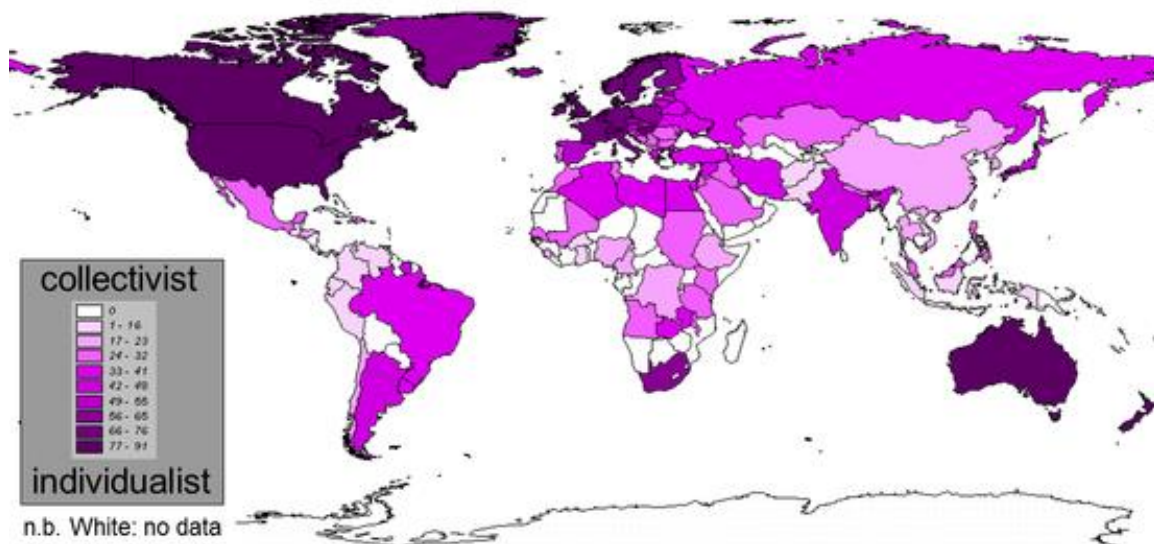 collectivist
0
1 - 16
17 - 23
24 - 32
33 - 41
42 - 48
49 - 55
56 - 65
66 - 76
77 - 91
individualist
n.b. White: no data